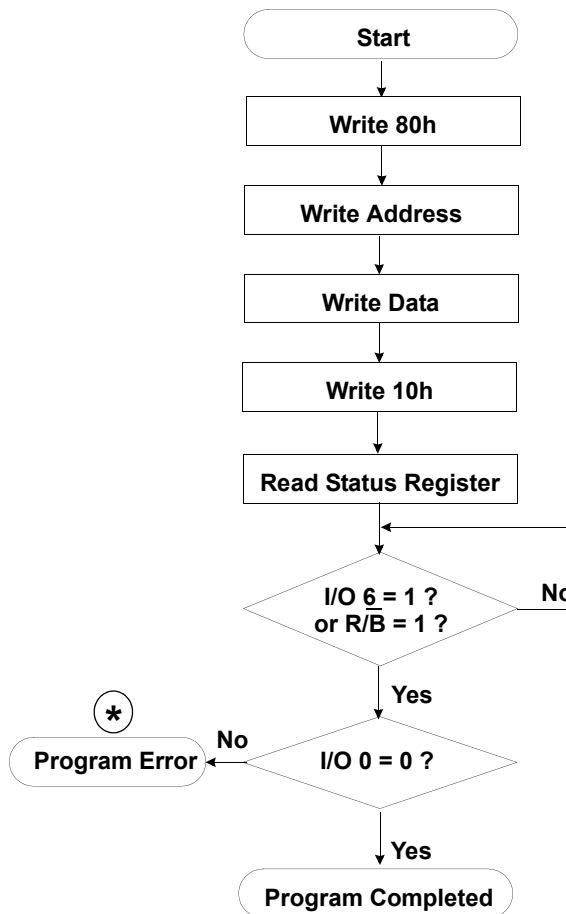 Start
Write 80h
Write Address
Write Data
Write 10h
Read Status Register
I/O 6 = 1 ?
or R/B̅ = 1 ?
No
Yes
*
No
Program Error
I/O 0 = 0 ?
Yes
Program Completed